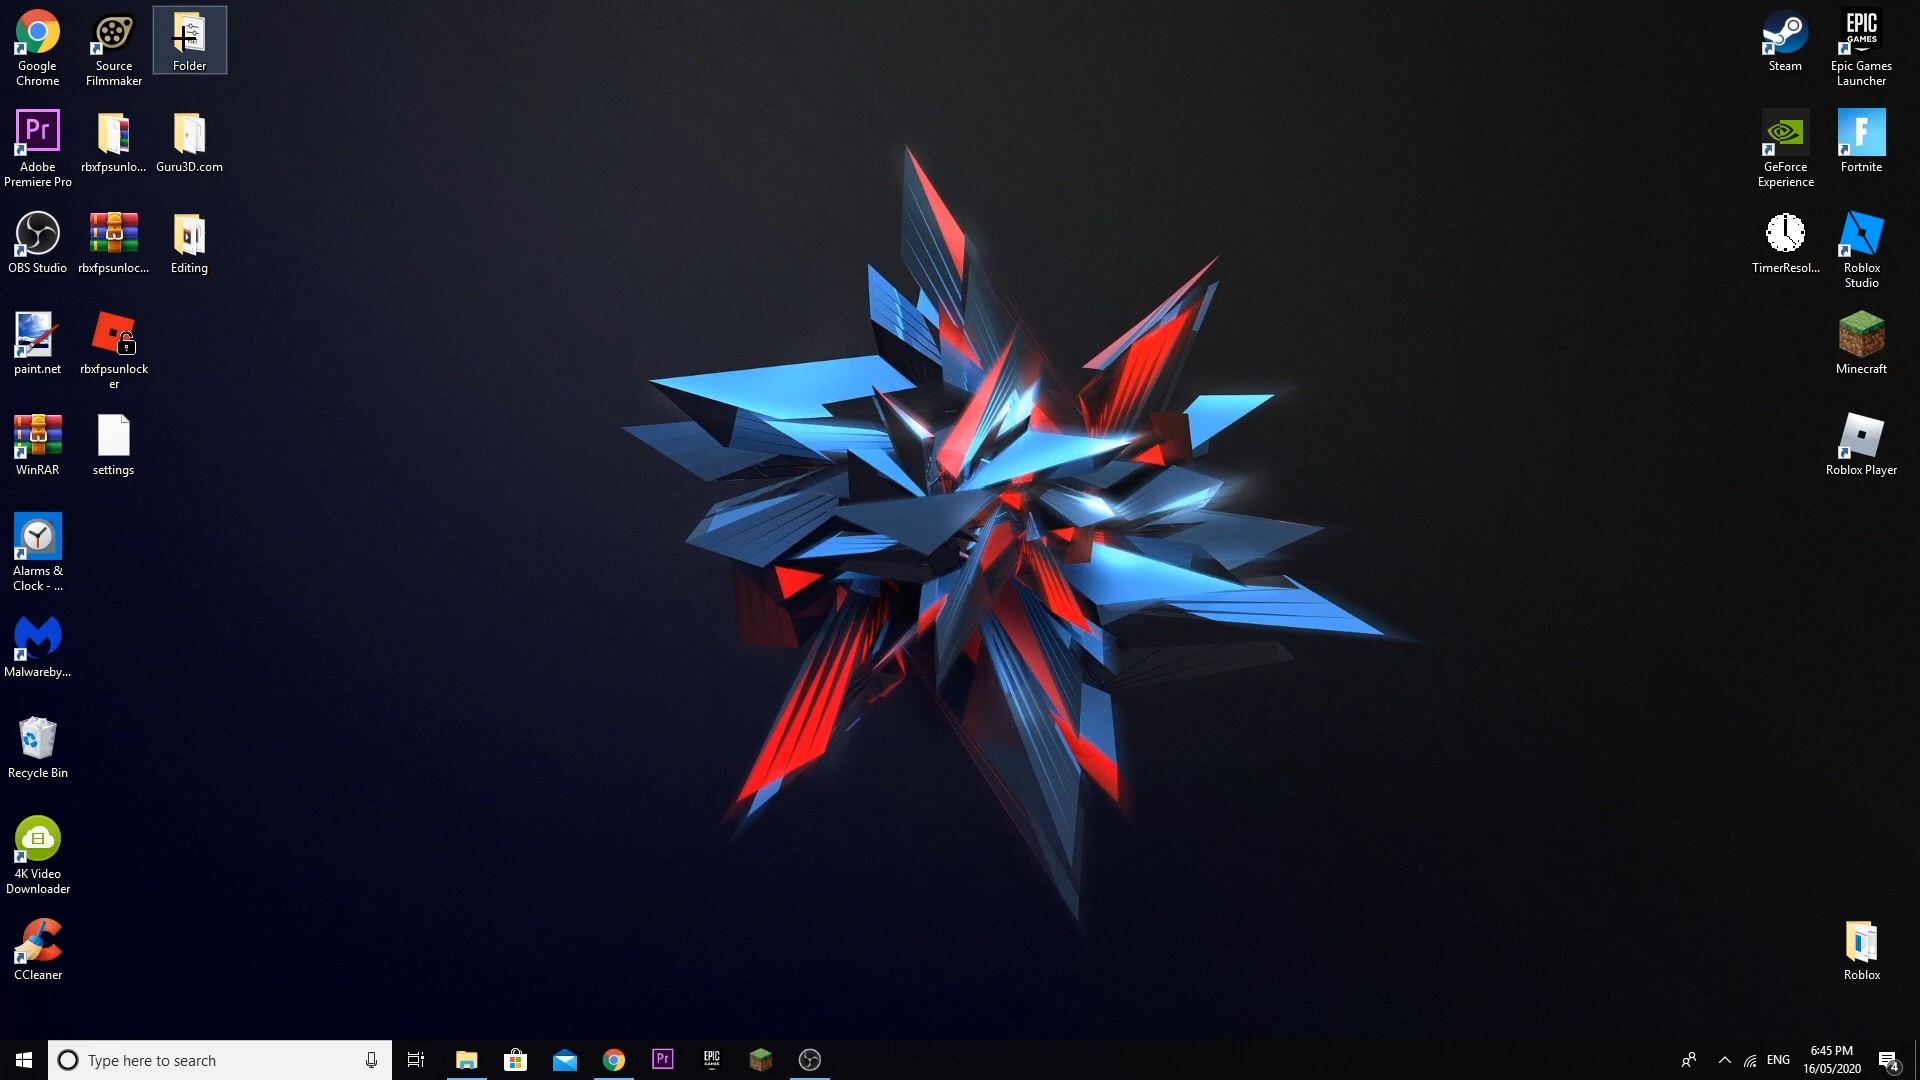 Google
Chrome
Source
Filmmaker
Folder
Pr
Adobe
Premiere Pro
rbxfpsunlo...
Guru3D.com
OBS Studio
rbxfpsunloc...
Editing
paint.net
rbxfpsunlock
er
WinRAR
settings
Alarms &
Clock - ...
Malwareby...
Recycle Bin
4K Video
Downloader
CCleaner
Steam
EPIC
GAMES
Epic Games
Launcher
GeForce
Experience
F
Fortnite
TimerResol...
Roblox
Studio
Minecraft
Roblox Player
Roblox
Type here to search
Pr
EPIC
GAMES
ENG
6:45 PM
16/05/2020
4